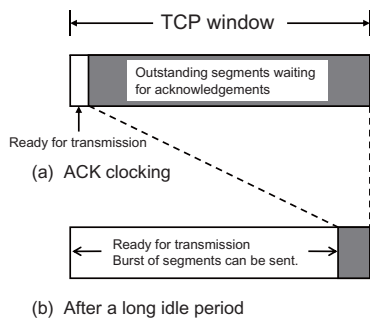 TCP window
Outstanding segments waiting
for acknowledgements
Ready for transmission
(a) ACK clocking
Ready for transmission
Burst of segments can be sent.
(b) After a long idle period